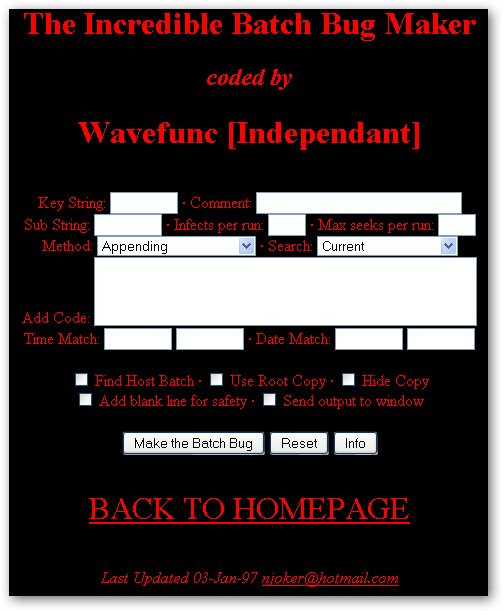 The Incredible Batch Bug Maker
coded by
Wavefunc [Independant]
Key String: · Comment:
Sub String: · Infects per run: · Max seeks per run:
Method: Appending · Search: Current
Add Code:
Time Match: · Date Match:
Find Host Batch · Use Root Copy · Hide Copy
Add blank line for safety · Send output to window
Make the Batch Bug Reset Info
BACK TO HOMEPAGE
Last Updated 03-Jan-97 njoker@hotmail.com